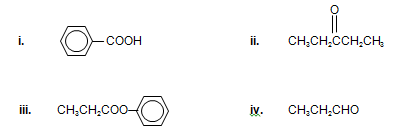 O
i. COOH ii. CH₃CH₂CCH₂CH₃
iii. CH₃CH₂COO iv. CH₃CH₂CHO